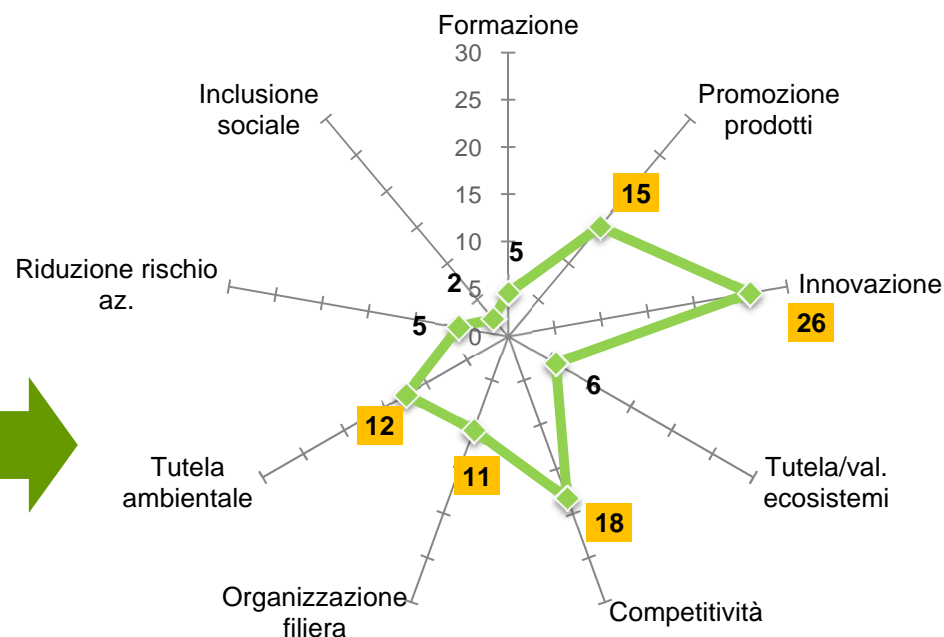 Formazione
30
25
20
15
10
5
0
Promozione
prodotti
15
Innovazione
26
Tutela/val.
ecosistemi
6
Competitività
18
Organizzazione
filiera
11
Tutela
ambientale
12
Riduzione rischio
az.
5
Inclusione
sociale
2
5